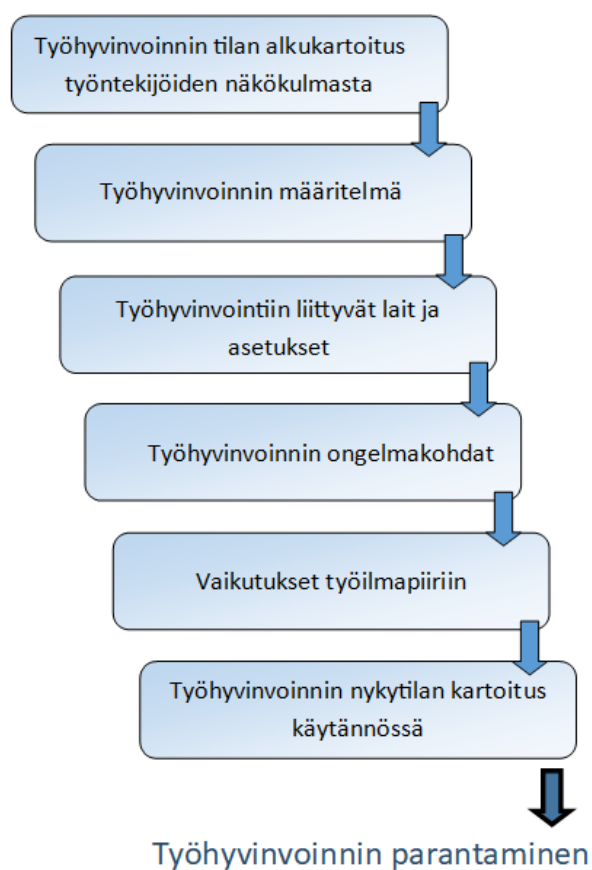 Työhyvinvoinnin tilan alkukartoitus
työntekijöiden näkökulmasta
Työhyvinvoinnin määritelmä
Työhyvinvointiin liittyvät lait ja
asetukset
Työhyvinvoinnin ongelmakohdat
Vaikutukset työilmapiiriin
Työhyvinvoinnin nykytilan kartoitus
käytännössä
Työhyvinvoinnin parantaminen